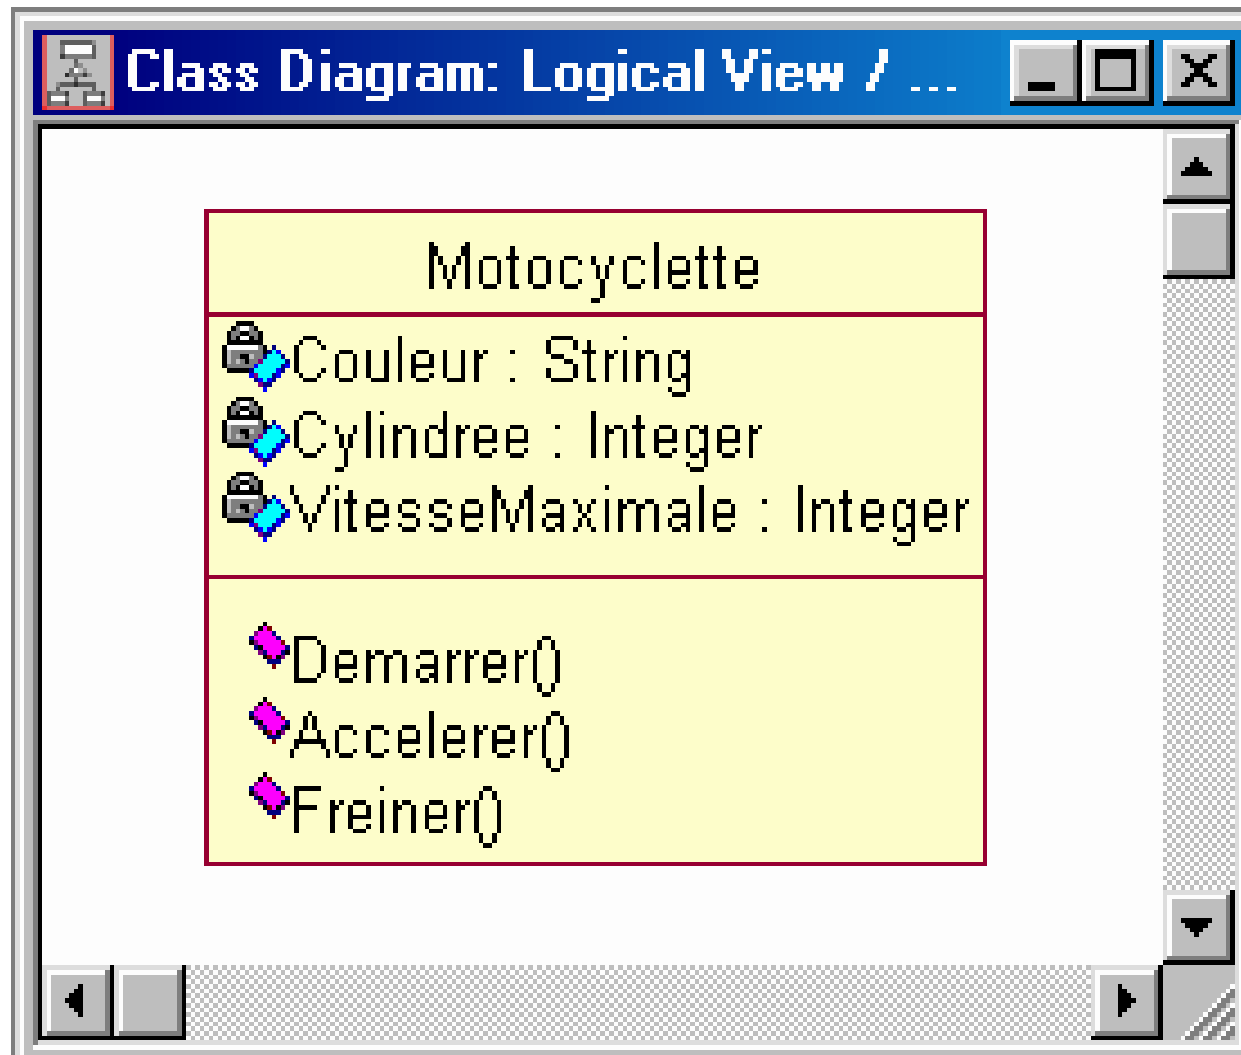 Class Diagram: Logical View / ...
Motocyclette
Couleur : String
Cylindree : Integer
VitesseMaximale : Integer
Demarrer()
Accelerer()
Freiner()